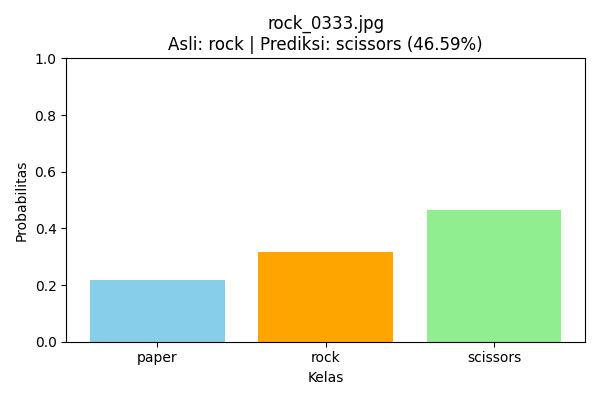 rock_0333.jpg
Asli: rock | Prediksi: scissors (46.59%)
1.0
0.8
0.6
0.4
0.2
0.0
Probabilitas
paper rock scissors
Kelas